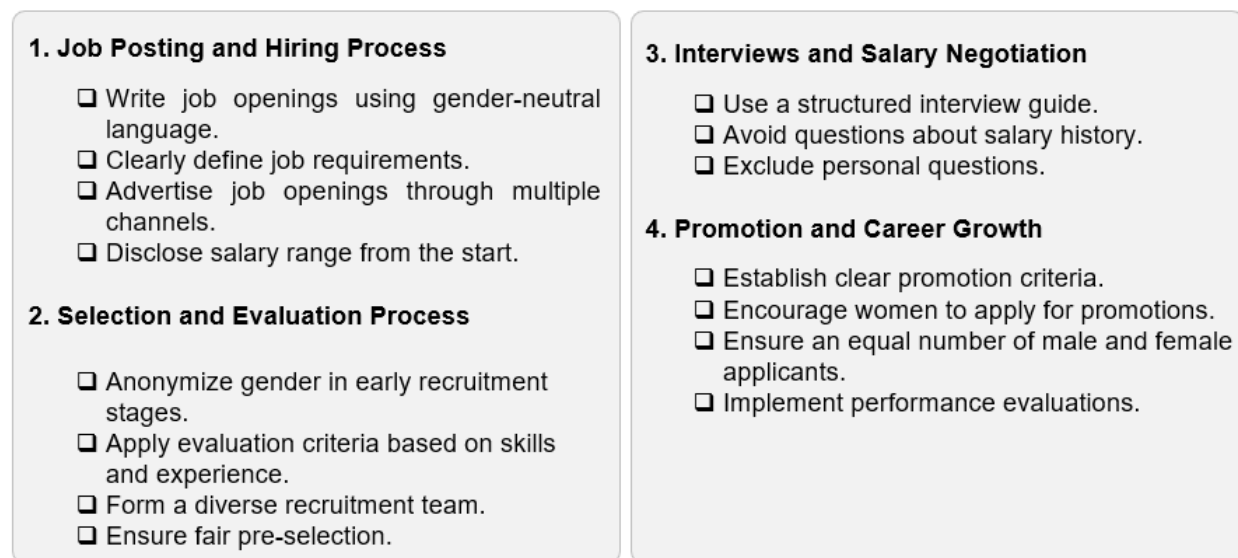 1. Job Posting and Hiring Process
❑ Write job openings using gender-neutral
language.
❑ Clearly define job requirements.
❑ Advertise job openings through multiple
channels.
❑ Disclose salary range from the start.
2. Selection and Evaluation Process
❑ Anonymize gender in early recruitment
stages.
❑ Apply evaluation criteria based on skills
and experience.
❑ Form a diverse recruitment team.
❑ Ensure fair pre-selection.
3. Interviews and Salary Negotiation
❑ Use a structured interview guide.
❑ Avoid questions about salary history.
❑ Exclude personal questions.
4. Promotion and Career Growth
❑ Establish clear promotion criteria.
❑ Encourage women to apply for promotions.
❑ Ensure an equal number of male and female
applicants.
❑ Implement performance evaluations.